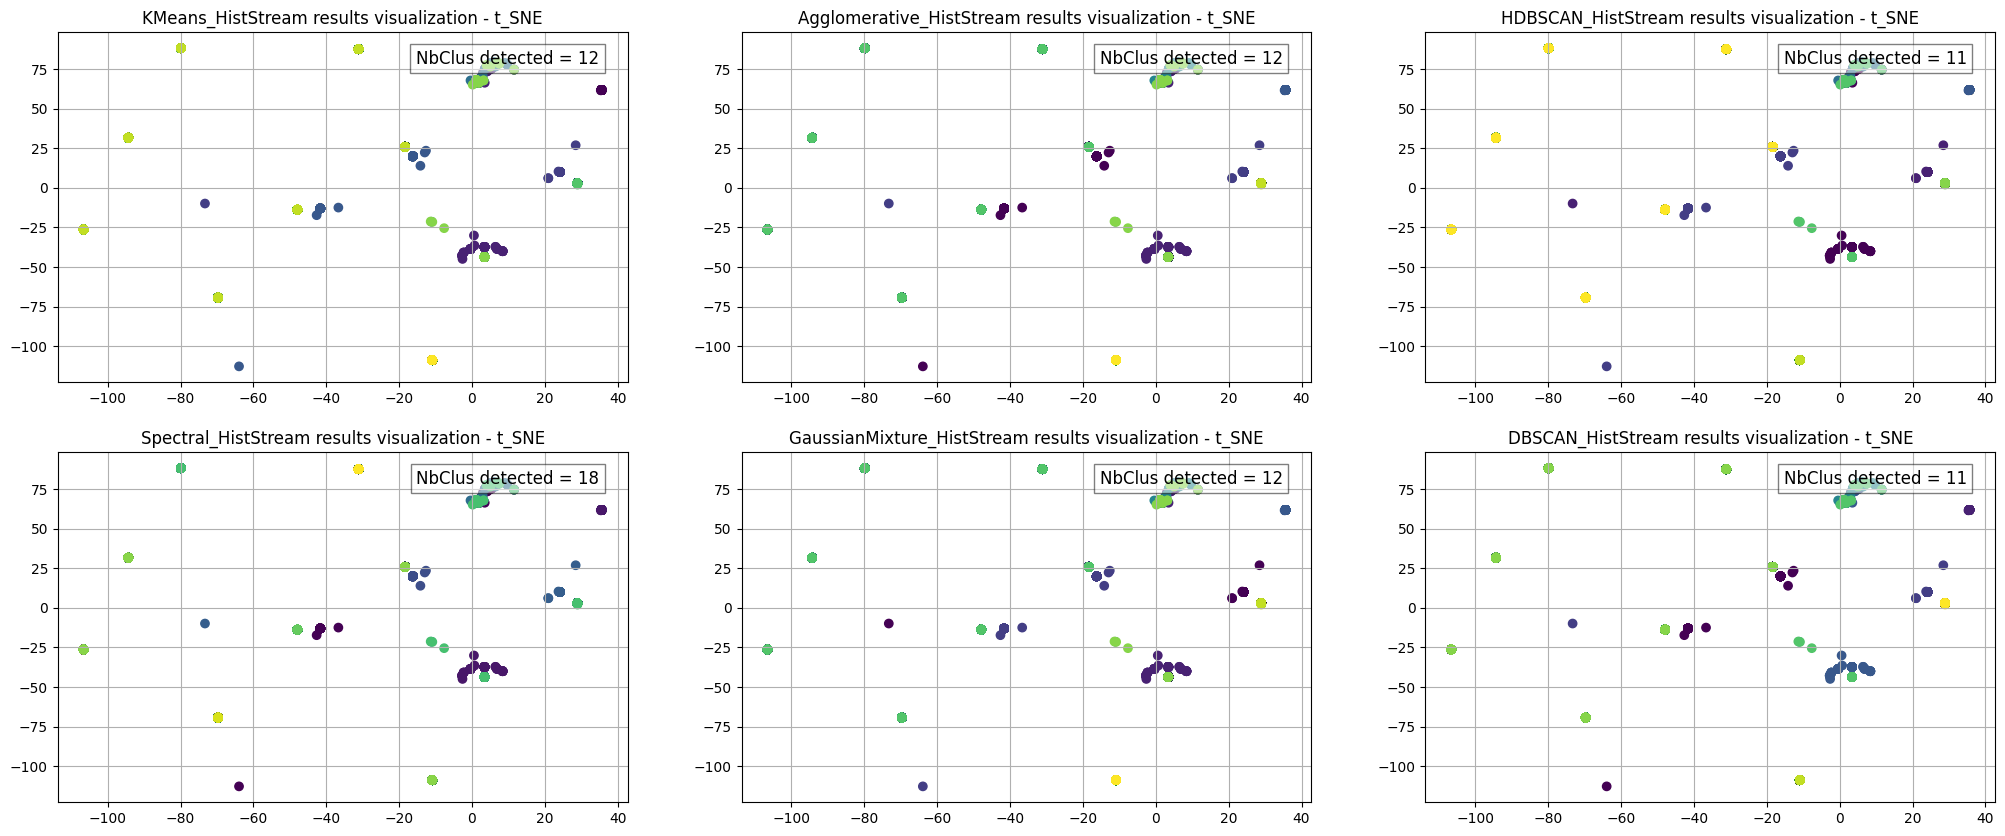 KMeans_HistStream results visualization - t_SNE
NbClus detected = 12
75
50
25
0
−25
−50
−75
−100
−100 −80 −60 −40 −20 0 20 40
Agglomerative_HistStream results visualization - t_SNE
NbClus detected = 12
75
50
25
0
−25
−50
−75
−100
−100 −80 −60 −40 −20 0 20 40
HDBSCAN_HistStream results visualization - t_SNE
NbClus detected = 11
75
50
25
0
−25
−50
−75
−100
−100 −80 −60 −40 −20 0 20 40
Spectral_HistStream results visualization - t_SNE
NbClus detected = 18
75
50
25
0
−25
−50
−75
−100
−100 −80 −60 −40 −20 0 20 40
GaussianMixture_HistStream results visualization - t_SNE
NbClus detected = 12
75
50
25
0
−25
−50
−75
−100
−100 −80 −60 −40 −20 0 20 40
DBSCAN_HistStream results visualization - t_SNE
NbClus detected = 11
75
50
25
0
−25
−50
−75
−100
−100 −80 −60 −40 −20 0 20 40